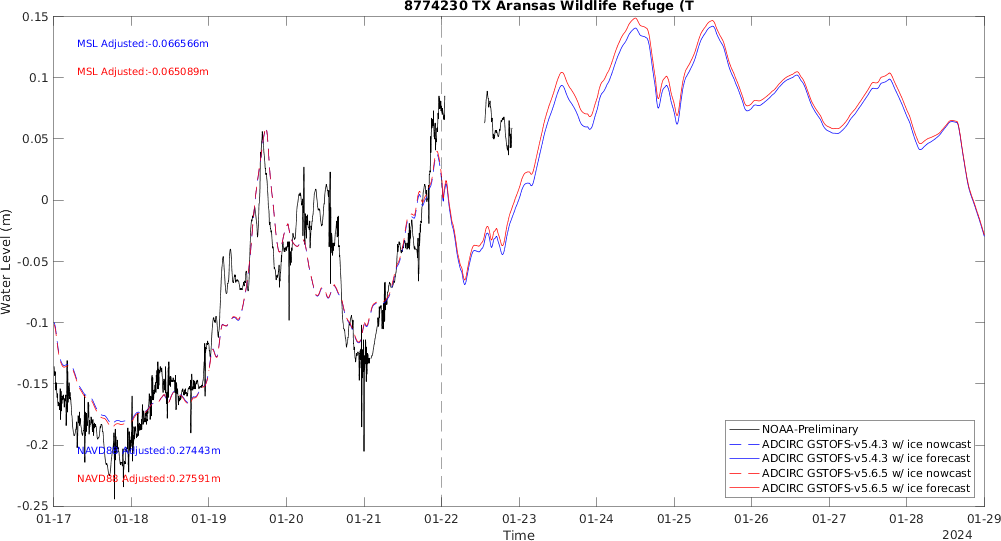 8774230 TX Aransas Wildlife Refuge (T
0.15
0.1
0.05
0
-0.05
-0.1
-0.15
-0.2
-0.25
Water Level (m)
MSL Adjusted:-0.066566m
MSL Adjusted:-0.065089m
NAVD88 Adjusted:0.27443m
NAVD88 Adjusted:0.27591m
NOAA-Preliminary
ADCIRC GSTOFS-v5.4.3 w/ ice nowcast
ADCIRC GSTOFS-v5.4.3 w/ ice forecast
ADCIRC GSTOFS-v5.6.5 w/ ice nowcast
ADCIRC GSTOFS-v5.6.5 w/ ice forecast
01-17 01-18 01-19 01-20 01-21 01-22 01-23 01-24 01-25 01-26 01-27 01-28 01-29
Time
2024